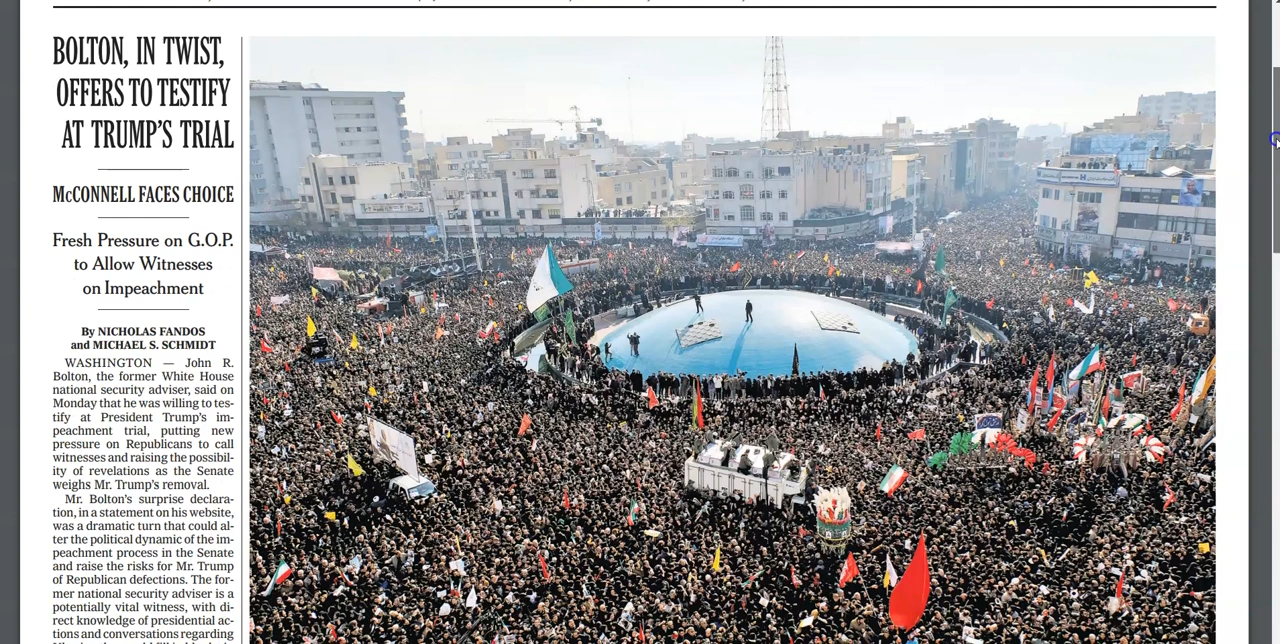 BOLTON, IN TWIST,
OFFERS TO TESTIFY
AT TRUMP'S TRIAL
McCONNELL FACES CHOICE
Fresh Pressure on G.O.P.
to Allow Witnesses
on Impeachment
By NICHOLAS FANDOS
and MICHAEL S. SCHMIDT
WASHINGTON — John R.
Bolton, the former White House
national security adviser, said on
Monday that he was willing to tes-
tify at President Trump's im-
peachment trial, putting new
pressure on Republicans to call
witnesses and raising the possibil-
ity of revelations as the Senate
weighs Mr. Trump's removal.
Mr. Bolton's surprise declara-
tion, in a statement on his website,
was a dramatic turn that could al-
ter the political dynamic of the im-
peachment process in the Senate
and raise the risks for Mr. Trump
of Republican defections. The for-
mer national security adviser is a
potentially vital witness, with di-
rect knowledge of presidential ac-
tions and conversations regarding